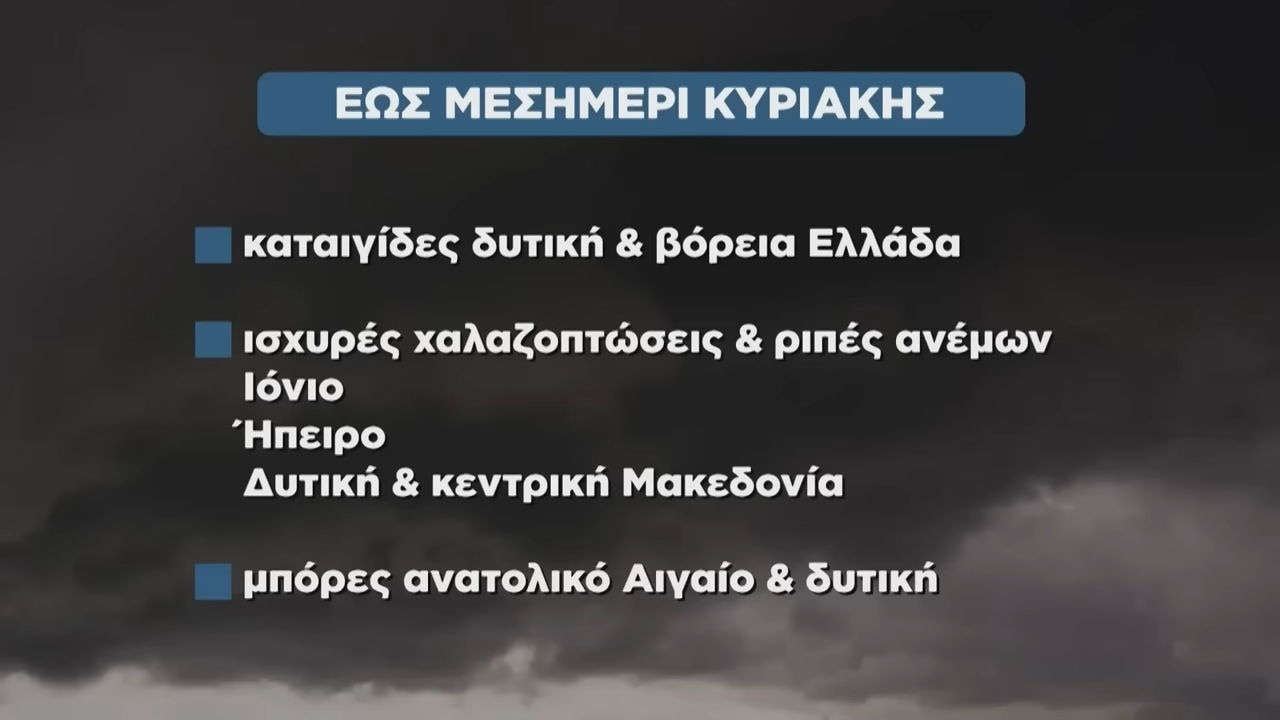 ΕΩΣ ΜΕΣΗΜΕΡΙ ΚΥΡΙΑΚΗΣ
καταιγίδες δυτική & βόρεια Ελλάδα
ισχυρές χαλαζοπτώσεις & ριπές ανέμων
Ιόνιο
Ήπειρο
Δυτική & κεντρική Μακεδονία
μπόρες ανατολικό Αιγαίο & δυτική